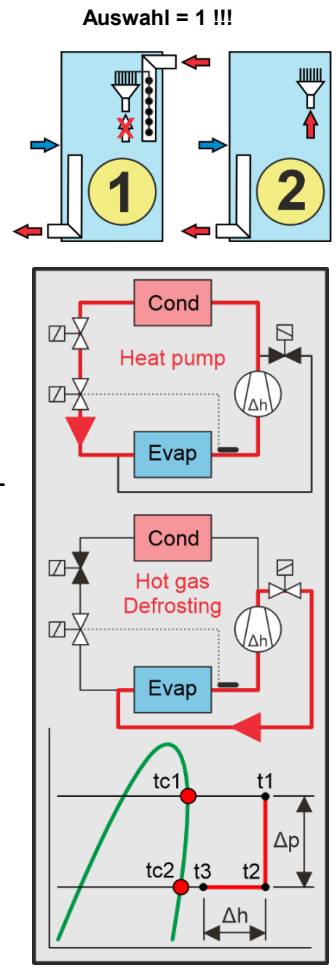 Auswahl = 1 !!!
1
2
Cond
Heat pump
Δh
Evap
Cond
Hot gas
Defrosting
Δh
Evap
tc1
t1
Δp
tc2
t3
t2
Δh